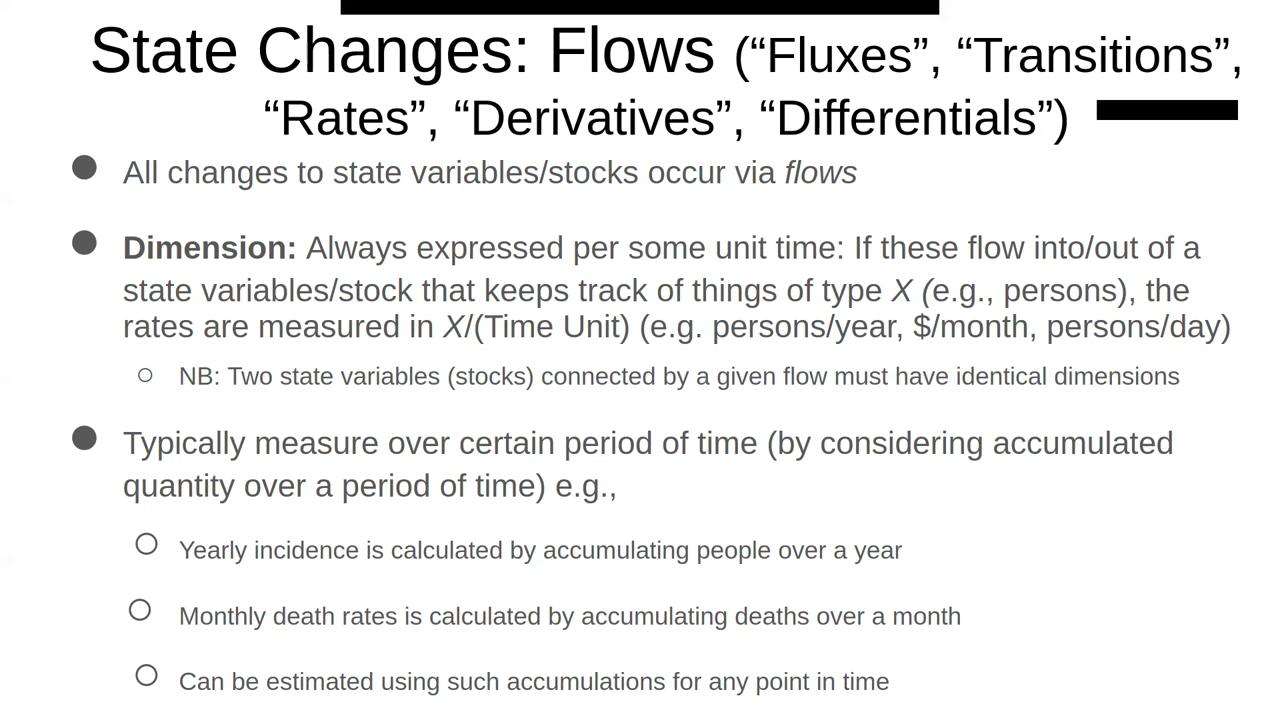 State Changes: Flows (“Fluxes”, “Transitions”,
“Rates”, “Derivatives”, “Differentials”)
All changes to state variables/stocks occur via flows
Dimension: Always expressed per some unit time: If these flow into/out of a
state variables/stock that keeps track of things of type X (e.g., persons), the
rates are measured in X/(Time Unit) (e.g. persons/year, $/month, persons/day)
NB: Two state variables (stocks) connected by a given flow must have identical dimensions
Typically measure over certain period of time (by considering accumulated
quantity over a period of time) e.g.,
Yearly incidence is calculated by accumulating people over a year
Monthly death rates is calculated by accumulating deaths over a month
Can be estimated using such accumulations for any point in time